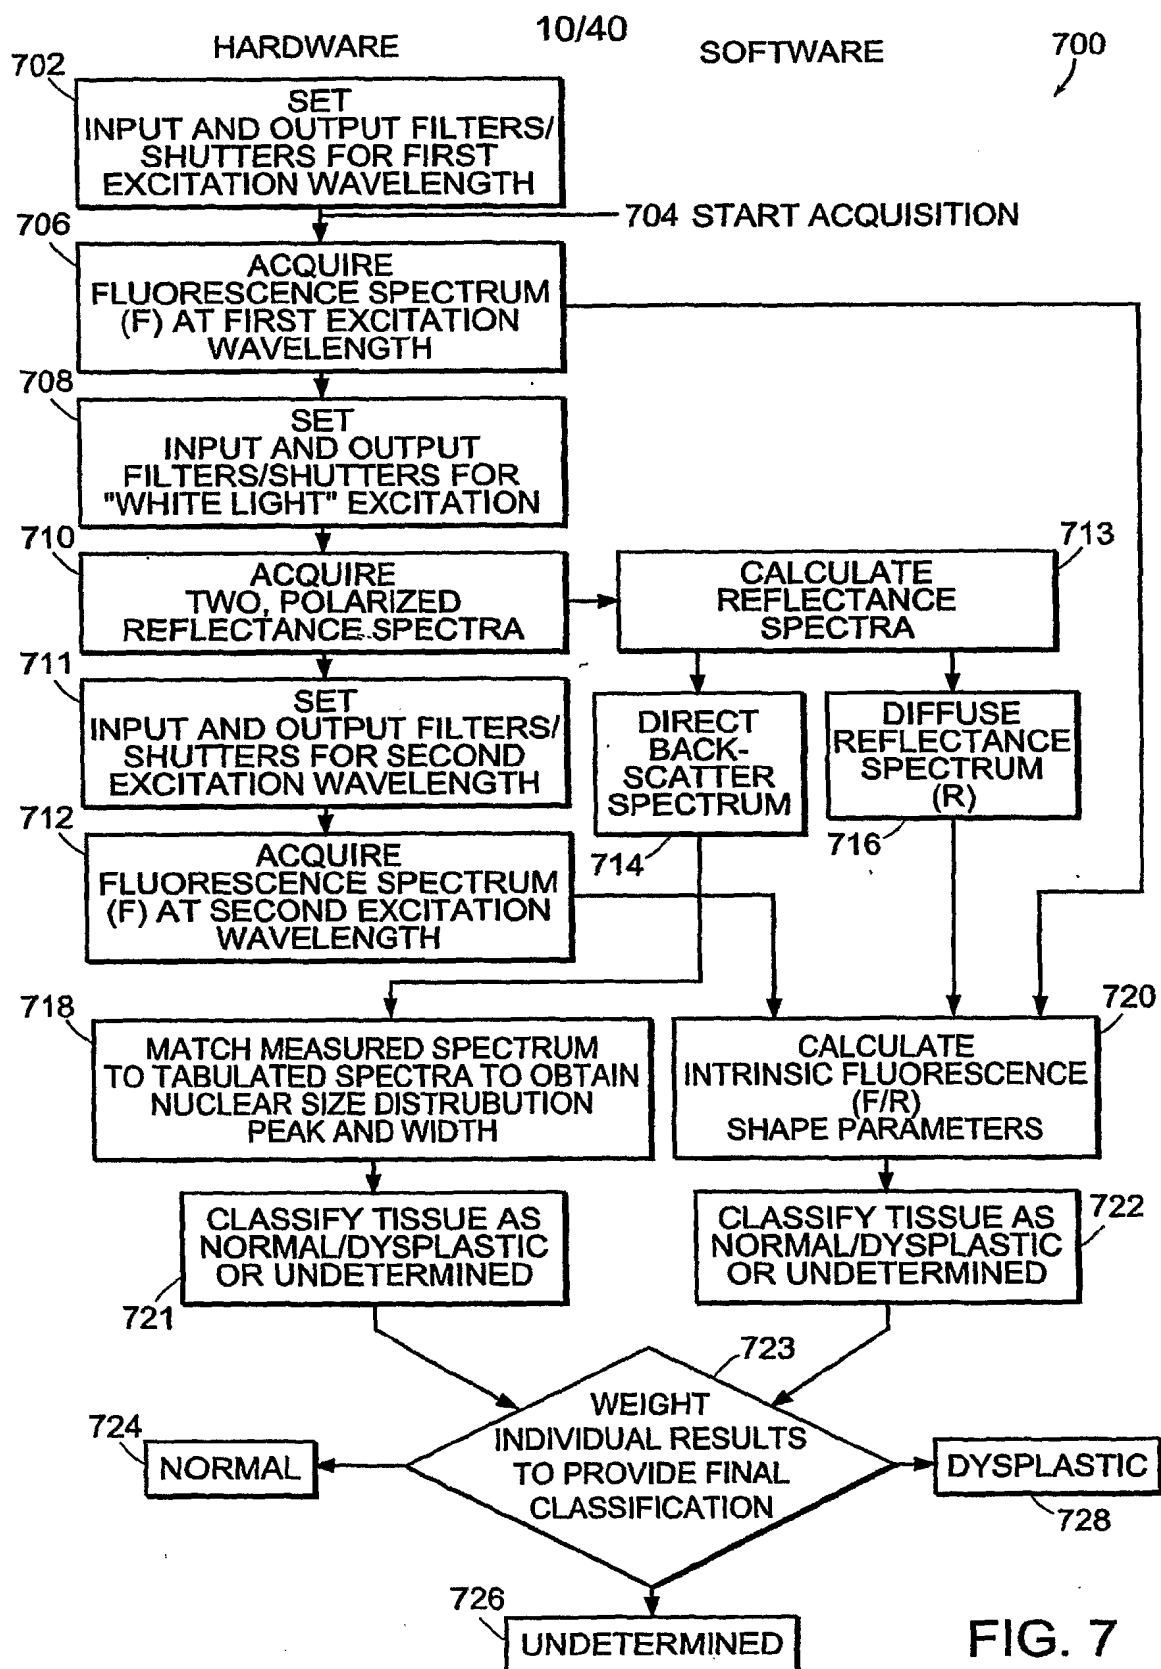 10/40
HARDWARE
SOFTWARE
700
702
SET
INPUT AND OUTPUT FILTERS/
SHUTTERS FOR FIRST
EXCITATION WAVELENGTH
704 START ACQUISITION
706
ACQUIRE
FLUORESCENCE SPECTRUM
(F) AT FIRST EXCITATION
WAVELENGTH
708
SET
INPUT AND OUTPUT
FILTERS/SHUTTERS FOR
"WHITE LIGHT" EXCITATION
710
ACQUIRE
TWO, POLARIZED
REFLECTANCE SPECTRA
713
CALCULATE
REFLECTANCE
SPECTRA
711
SET
INPUT AND OUTPUT FILTERS/
SHUTTERS FOR SECOND
EXCITATION WAVELENGTH
DIRECT
BACK-
SCATTER
SPECTRUM
714
DIFFUSE
REFLECTANCE
SPECTRUM
(R)
716
712
ACQUIRE
FLUORESCENCE SPECTRUM
(F) AT SECOND EXCITATION
WAVELENGTH
718
MATCH MEASURED SPECTRUM
TO TABULATED SPECTRA TO OBTAIN
NUCLEAR SIZE DISTRUBUTION
PEAK AND WIDTH
720
CALCULATE
INTRINSIC FLUORESCENCE
(F/R)
SHAPE PARAMETERS
CLASSIFY TISSUE AS
NORMAL/DYSPLASTIC
OR UNDETERMINED
721
CLASSIFY TISSUE AS
NORMAL/DYSPLASTIC
OR UNDETERMINED
722
723
WEIGHT
INDIVIDUAL RESULTS
TO PROVIDE FINAL
CLASSIFICATION
724
NORMAL
DYSPLASTIC
728
726
UNDETERMINED
FIG. 7